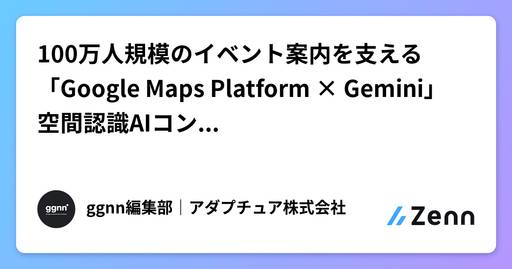 100万人規模のイベント案内を支える
「Google Maps Platform × Gemini」
空間認識AIコン...
ggnn
ggnn編集部｜アダプチュア株式会社
Zenn